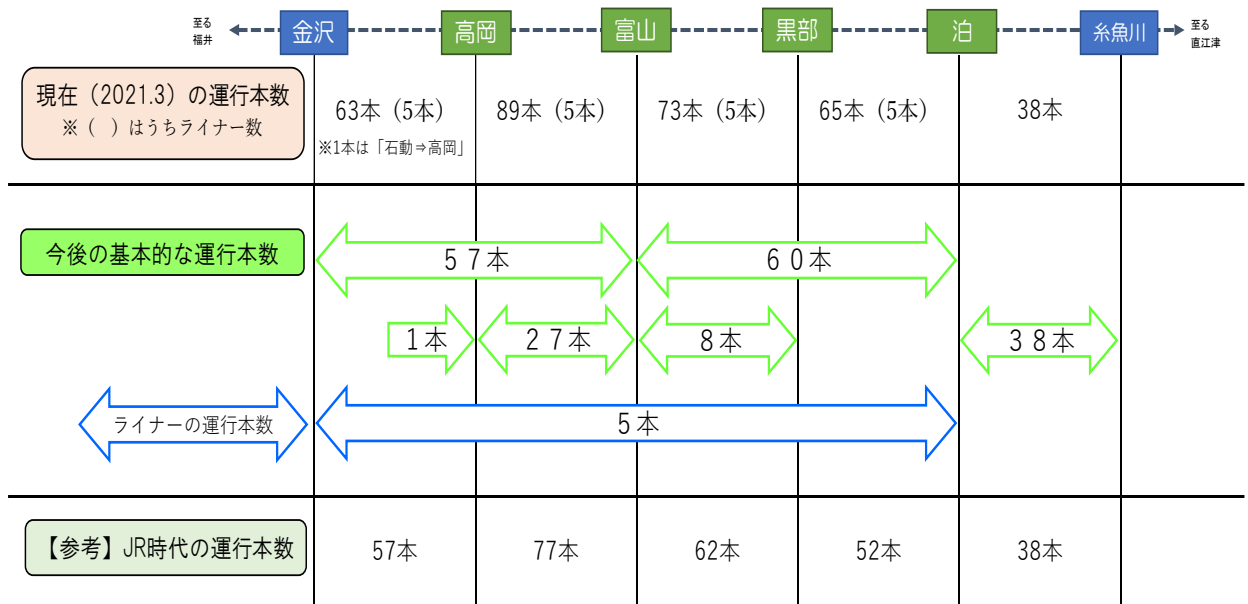 至る
福井
金沢
高岡
富山
黒部
泊
糸魚川
至る
直江津
現在（2021.3）の運行本数
※（　）はうちライナー数
63本（5本）
※1本は「石動⇒高岡」
89本（5本）
73本（5本）
65本（5本）
38本
今後の基本的な運行本数
５７本
６０本
1本
２７本
８本
３８本
ライナーの運行本数
５本
【参考】JR時代の運行本数
57本
77本
62本
52本
38本